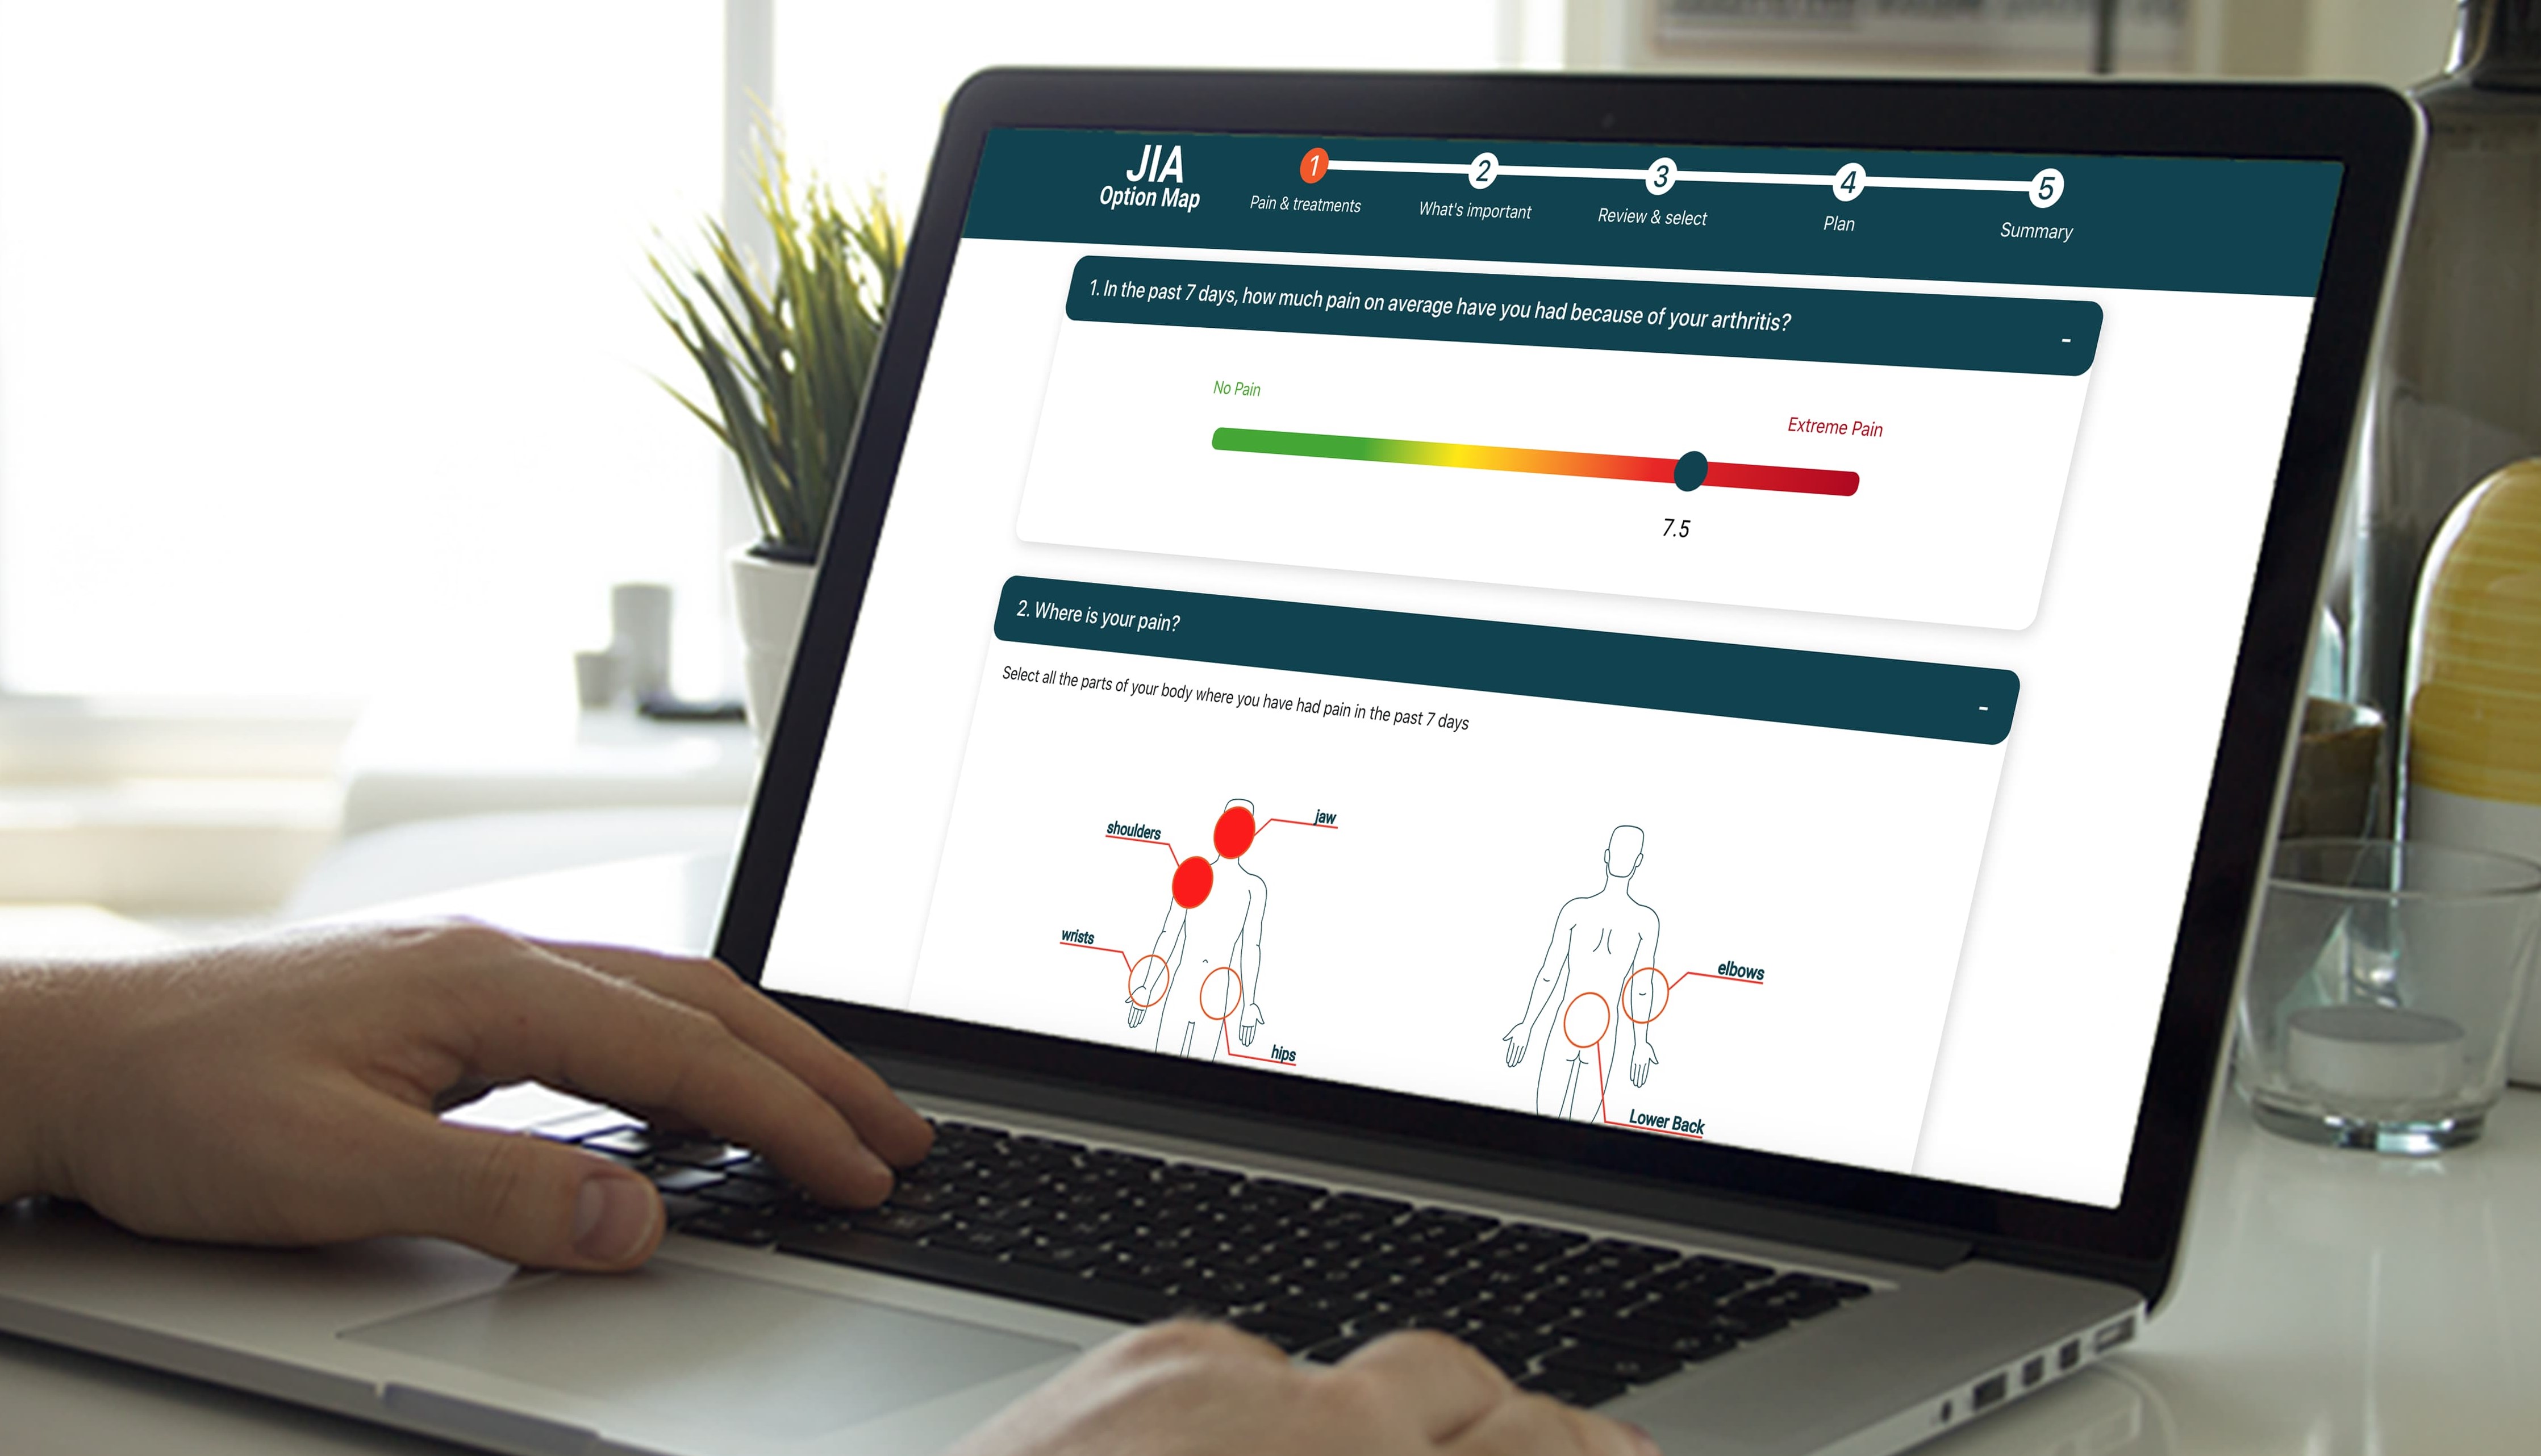 JIA
Option Map
1
2
3
4
5
Pain & treatments
What's important
Review & select
Plan
Summary
1. In the past 7 days, how much pain on average have you had because of your arthritis?
-
No Pain
Extreme Pain
7.5
2. Where is your pain?
-
Select all the parts of your body where you have had pain in the past 7 days
shoulders
jaw
wrists
hips
elbows
Lower Back